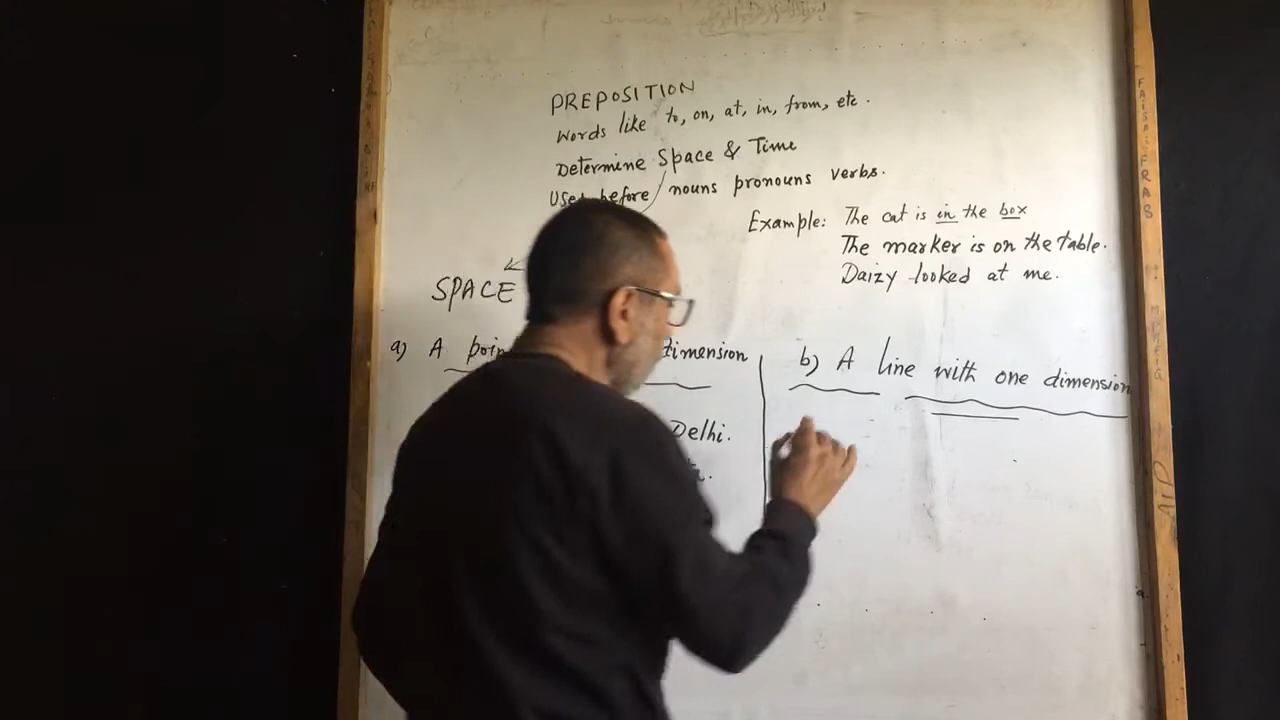 PREPOSITION
Words like to, on, at, in, from, etc.
Determine Space & Time
Used before nouns pronouns verbs.
Example: The cat is in the box
The marker is on the table.
Daizy looked at me.
SPACE
a) A dimension
b) A line with one dimension
Delhi.
AIP